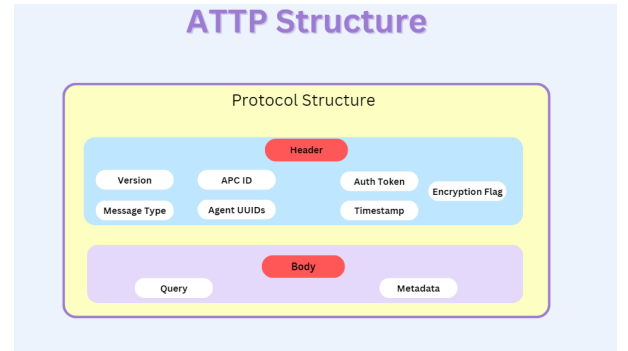 ATTP Structure
Protocol Structure
Header
Version
APC ID
Auth Token
Encryption Flag
Message Type
Agent UUIDs
Timestamp
Body
Query
Metadata